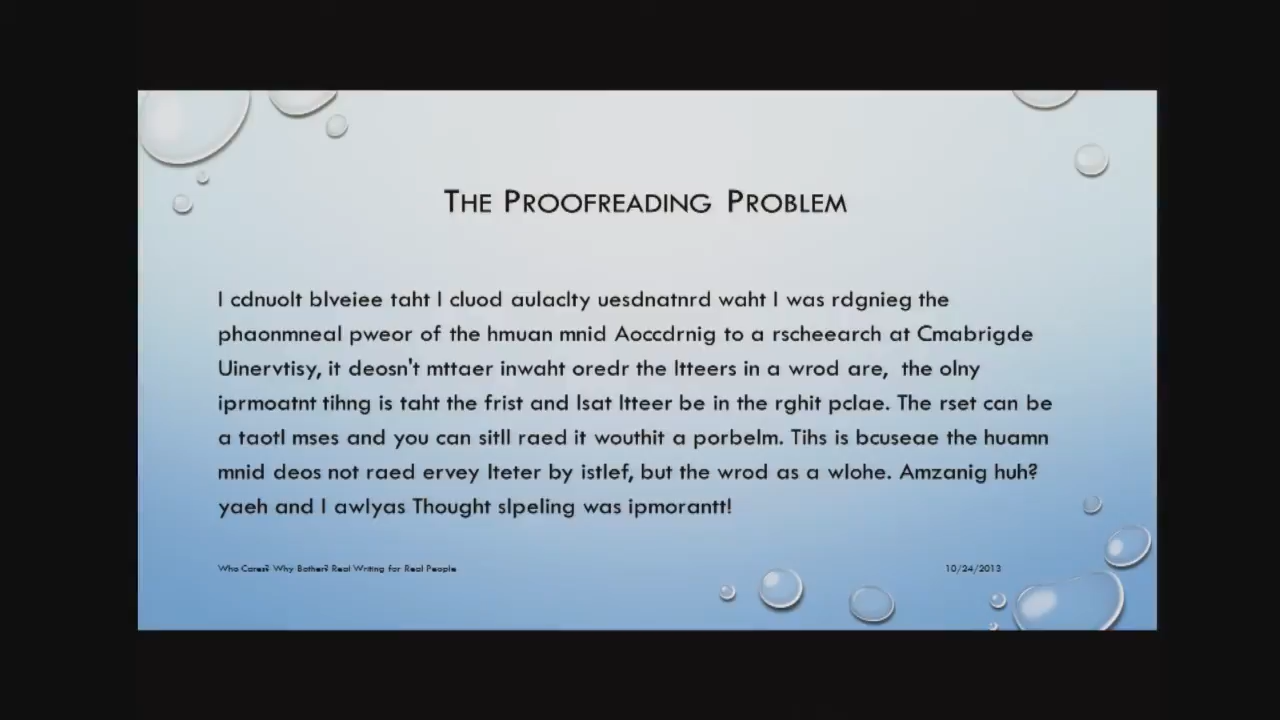 The Proofreading Problem
I cdnuolt blveiee taht I cluod aulaclty uesdnatnrd waht I was rdgnieg the
phaonmneal pweor of the hmuan mnid Aoccdrnig to a rscheearch at Cmabrigde
Uinervtisy, it deosn't mttaer inwaht oredr the ltteers in a wrod are,  the olny
iprmoatnt tihng is taht the frist and lsat ltteer be in the rghit pclae. The rset can be
a taotl mses and you can sitll raed it wouthit a porbelm. Tihs is bcuseae the huamn
mnid deos not raed ervey lteter by istlef, but the wrod as a wlohe. Amzanig huh?
yaeh and I awlyas Thought slpeling was ipmorantt!
Who Cares? Why Bother? Real Writing for Real People
10/24/2013